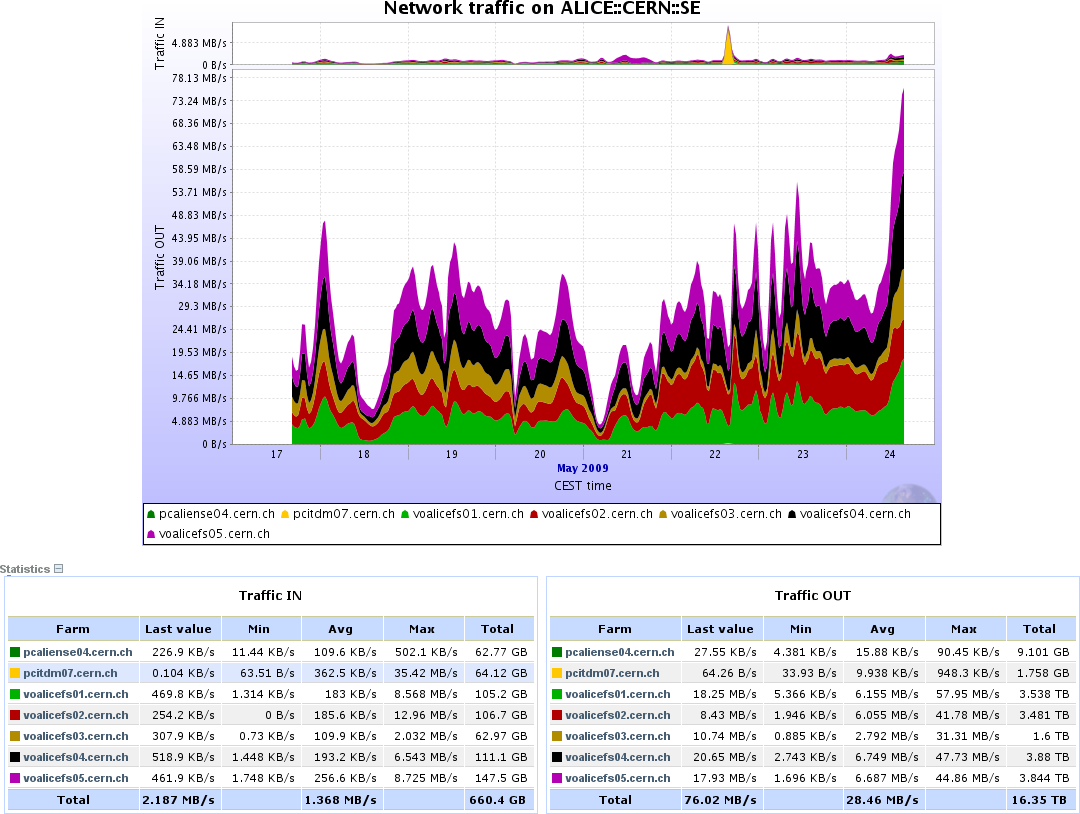 Network traffic on ALICE::CERN::SE
Traffic IN
4.883 MB/s
0 B/s
Traffic OUT
78.13 MB/s
73.24 MB/s
68.36 MB/s
63.48 MB/s
58.59 MB/s
53.71 MB/s
48.83 MB/s
43.95 MB/s
39.06 MB/s
34.18 MB/s
29.3 MB/s
24.41 MB/s
19.53 MB/s
14.65 MB/s
9.766 MB/s
4.883 MB/s
0 B/s
17 18 19 20 21 22 23 24
May 2009
CEST time
pcaliense04.cern.ch pcitdm07.cern.ch voalicefs01.cern.ch voalicefs02.cern.ch voalicefs03.cern.ch voalicefs04.cern.ch
voalicefs05.cern.ch
Statistics
Traffic IN
Farm Last value Min Avg Max Total
pcaliense04.cern.ch 226.9 KB/s 11.44 KB/s 109.6 KB/s 502.1 KB/s 62.77 GB
pcitdm07.cern.ch 0.104 KB/s 63.51 B/s 362.5 KB/s 35.42 MB/s 64.12 GB
voalicefs01.cern.ch 469.8 KB/s 1.314 KB/s 183 KB/s 8.568 MB/s 105.2 GB
voalicefs02.cern.ch 254.2 KB/s 0 B/s 185.6 KB/s 12.96 MB/s 106.7 GB
voalicefs03.cern.ch 307.9 KB/s 0.73 KB/s 109.9 KB/s 2.032 MB/s 62.97 GB
voalicefs04.cern.ch 518.9 KB/s 1.448 KB/s 193.2 KB/s 6.543 MB/s 111.1 GB
voalicefs05.cern.ch 461.9 KB/s 1.748 KB/s 256.6 KB/s 8.725 MB/s 147.5 GB
Total 2.187 MB/s 1.368 MB/s 660.4 GB
Traffic OUT
Farm Last value Min Avg Max Total
pcaliense04.cern.ch 27.55 KB/s 4.381 KB/s 15.88 KB/s 90.45 KB/s 9.101 GB
pcitdm07.cern.ch 64.26 B/s 33.93 B/s 9.938 KB/s 948.3 KB/s 1.758 GB
voalicefs01.cern.ch 18.25 MB/s 5.366 KB/s 6.155 MB/s 57.95 MB/s 3.538 TB
voalicefs02.cern.ch 8.43 MB/s 1.946 KB/s 6.055 MB/s 41.78 MB/s 3.481 TB
voalicefs03.cern.ch 10.74 MB/s 0.885 KB/s 2.792 MB/s 31.31 MB/s 1.6 TB
voalicefs04.cern.ch 20.65 MB/s 2.743 KB/s 6.749 MB/s 47.73 MB/s 3.88 TB
voalicefs05.cern.ch 17.93 MB/s 1.696 KB/s 6.687 MB/s 44.86 MB/s 3.844 TB
Total 76.02 MB/s 28.46 MB/s 16.35 TB